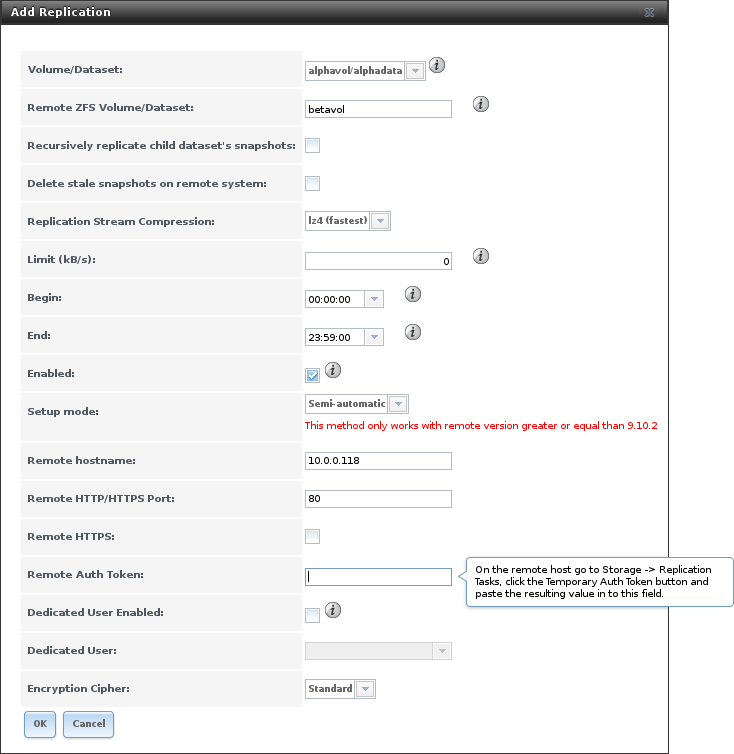 Add Replication
Volume/Dataset:
alphavol/alphadata
Remote ZFS Volume/Dataset:
betavol
Recursively replicate child dataset's snapshots:
Delete stale snapshots on remote system:
Replication Stream Compression:
lz4 (fastest)
Limit (kB/s):
0
Begin:
00:00:00
End:
23:59:00
Enabled:
Setup mode:
Semi-automatic
This method only works with remote version greater or equal than 9.10.2
Remote hostname:
10.0.0.118
Remote HTTP/HTTPS Port:
80
Remote HTTPS:
Remote Auth Token:
On the remote host go to Storage -> Replication
Tasks, click the Temporary Auth Token button and
paste the resulting value in to this field.
Dedicated User Enabled:
Dedicated User:
Encryption Cipher:
Standard
OK
Cancel